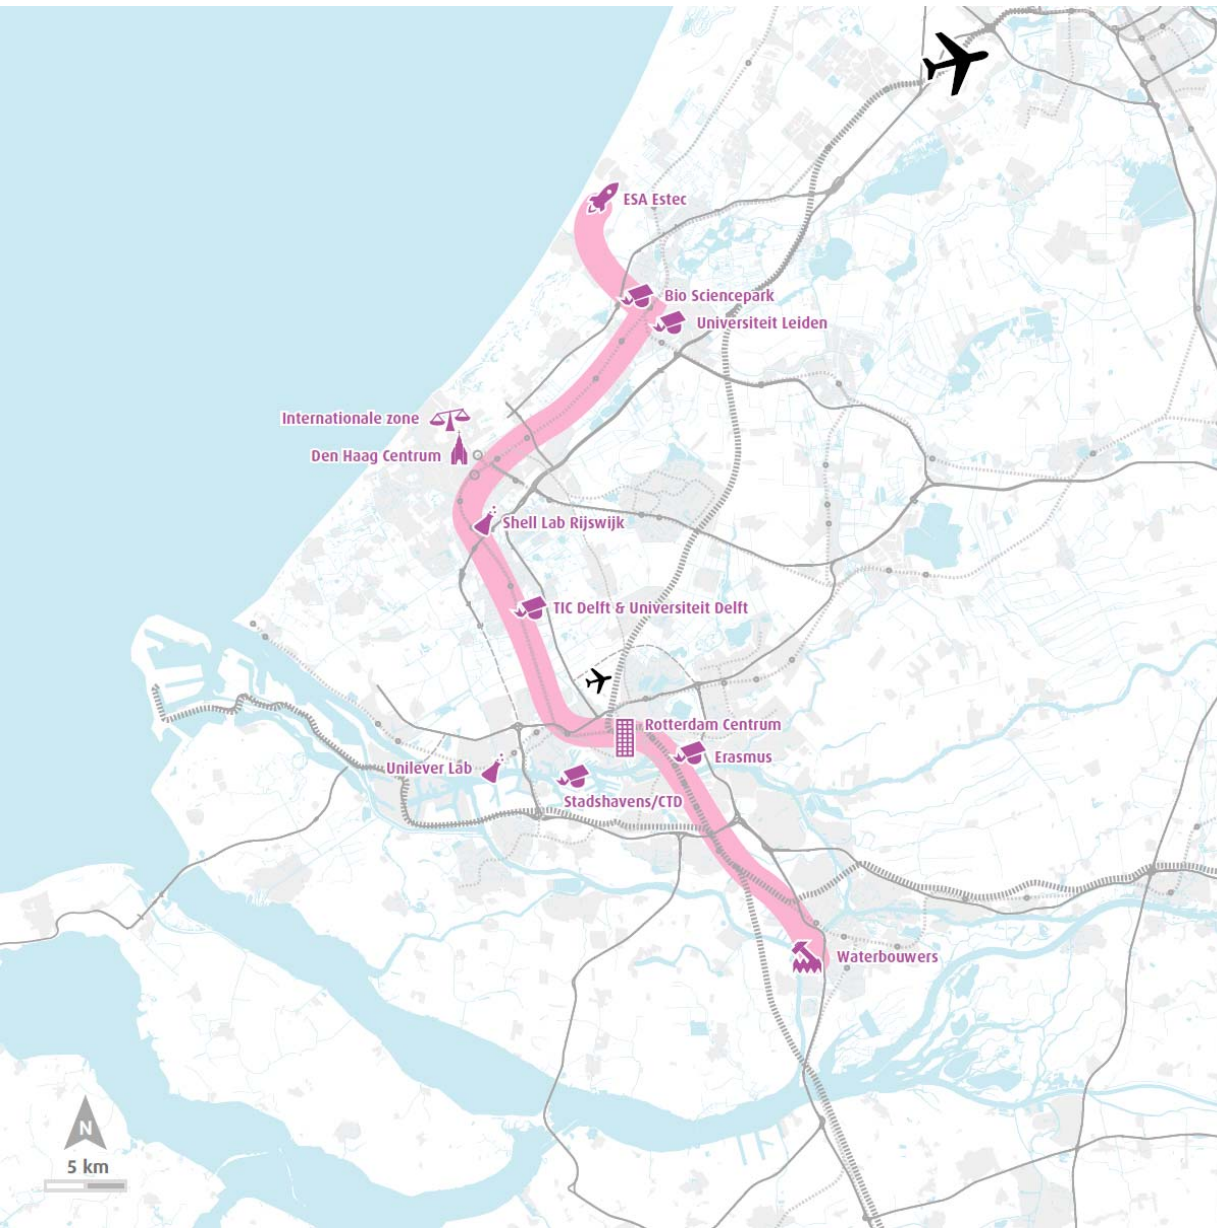 ESA Estec
Bio Sciencepark
Universiteit Leiden
Internationale zone
Den Haag Centrum
Shell Lab Rijswijk
TIC Delft & Universiteit Delft
Rotterdam Centrum
Erasmus
Unilever Lab
Stadshavens/CTD
Waterbouwers
N
5 km